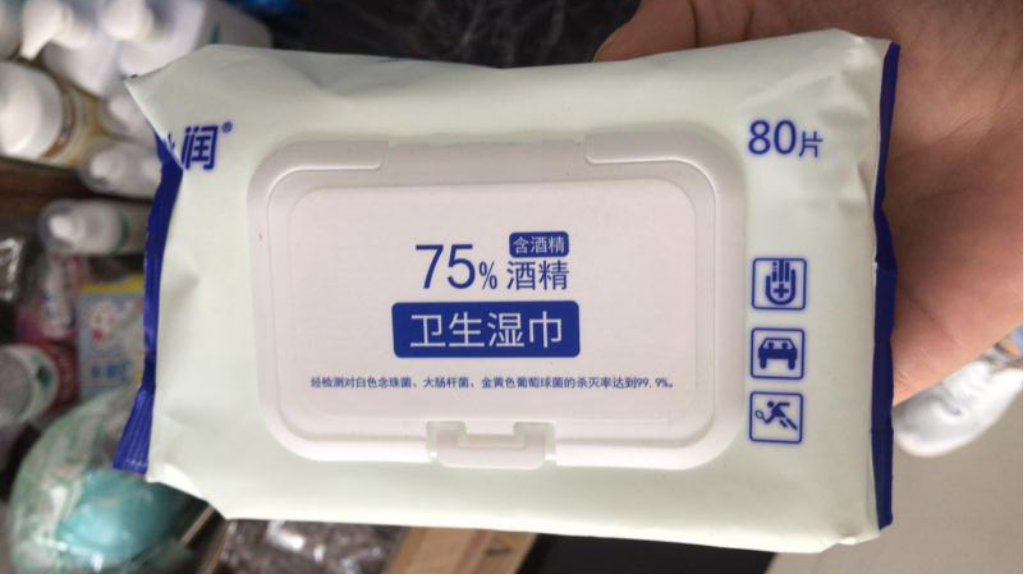 润®
80片
含酒精
75%酒精
卫生湿巾
经检测对白色念珠菌、大肠杆菌、金黄色葡萄球菌的杀灭率达到99.9%。